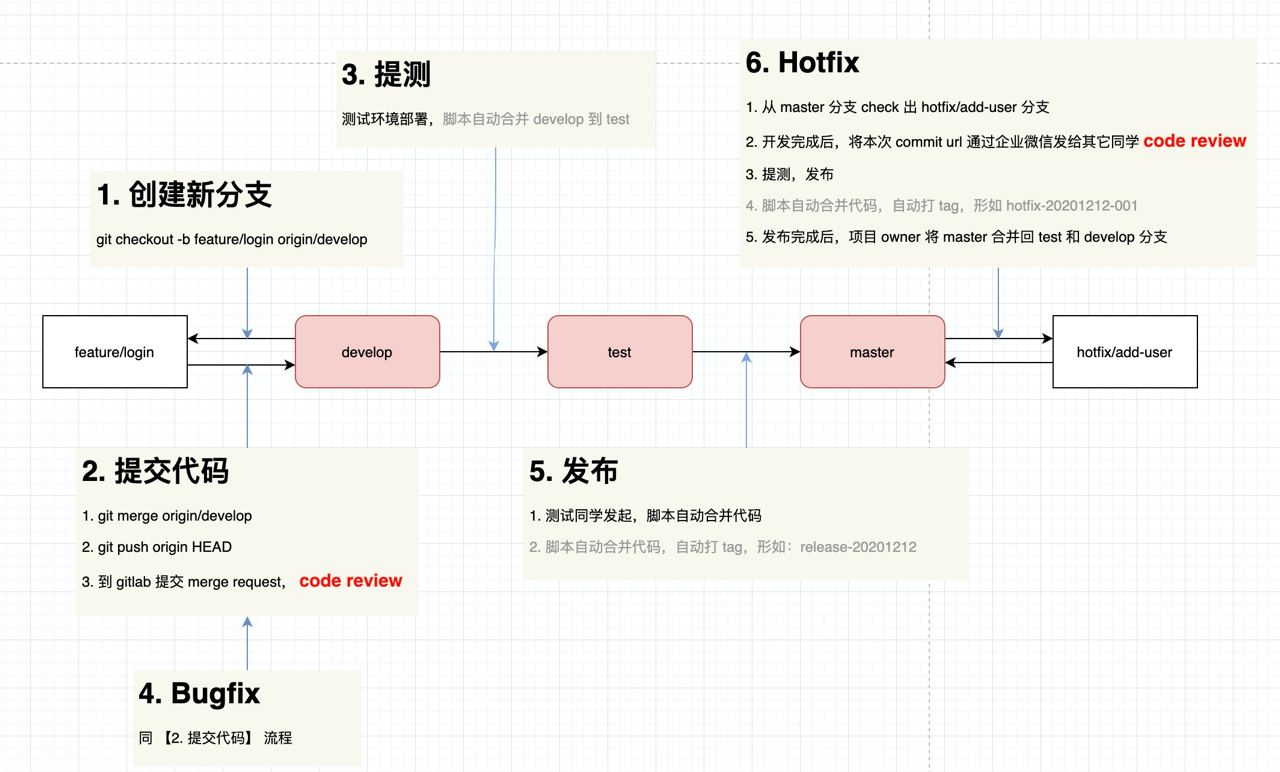 3. 提测
测试环境部署，脚本自动合并 develop 到 test
6. Hotfix
1. 从 master 分支 check 出 hotfix/add-user 分支
2. 开发完成后，将本次 commit url 通过企业微信发给其它同学 code review
3. 提测，发布
4. 脚本自动合并代码，自动打 tag，形如 hotfix-20201212-001
5. 发布完成后，项目 owner 将 master 合并回 test 和 develop 分支
1. 创建新分支
git checkout -b feature/login origin/develop
feature/login
develop
test
master
hotfix/add-user
2. 提交代码
1. git merge origin/develop
2. git push origin HEAD
3. 到 gitlab 提交 merge request， code review
5. 发布
1. 测试同学发起，脚本自动合并代码
2. 脚本自动合并代码，自动打 tag，形如：release-20201212
4. Bugfix
同 【2. 提交代码】 流程